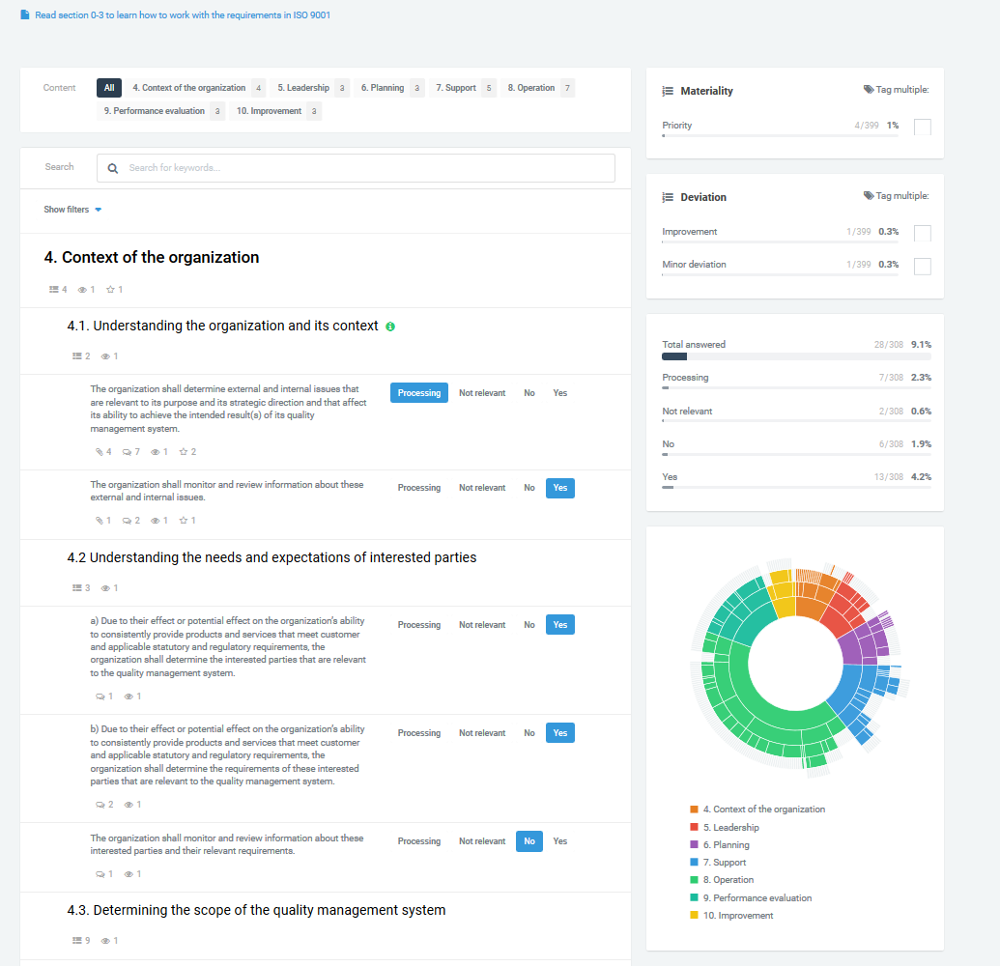 Read section 0-3 to learn how to work with the requirements in ISO 9001
Content
All
4. Context of the organization 4
5. Leadership 3
6. Planning 3
7. Support 5
8. Operation 7
9. Performance evaluation 3
10. Improvement 3
Search
Search for keywords...
Show filters
4. Context of the organization
4 1 1
4.1. Understanding the organization and its context
2 1
The organization shall determine external and internal issues that
are relevant to its purpose and its strategic direction and that affect
its ability to achieve the intended result(s) of its quality
management system.
Processing Not relevant No Yes
4 7 1 2
The organization shall monitor and review information about these
external and internal issues.
Processing Not relevant No Yes
1 2 1 1
4.2 Understanding the needs and expectations of interested parties
3 1
a) Due to their effect or potential effect on the organization's ability
to consistently provide products and services that meet customer
and applicable statutory and regulatory requirements, the
organization shall determine the interested parties that are relevant
to the quality management system.
Processing Not relevant No Yes
1 1
b) Due to their effect or potential effect on the organization's ability
to consistently provide products and services that meet customer
and applicable statutory and regulatory requirements, the
organization shall determine the requirements of these interested
parties that are relevant to the quality management system.
Processing Not relevant No Yes
2 1
The organization shall monitor and review information about these
interested parties and their relevant requirements.
Processing Not relevant No Yes
1 1
4.3. Determining the scope of the quality management system
9 1
Materiality
Tag multiple:
Priority 4/399 1%
Deviation
Tag multiple:
Improvement 1/399 0.3%
Minor deviation 1/399 0.3%
Total answered 28/308 9.1%
Processing 7/308 2.3%
Not relevant 2/308 0.6%
No 6/308 1.9%
Yes 13/308 4.2%
4. Context of the organization
5. Leadership
6. Planning
7. Support
8. Operation
9. Performance evaluation
10. Improvement